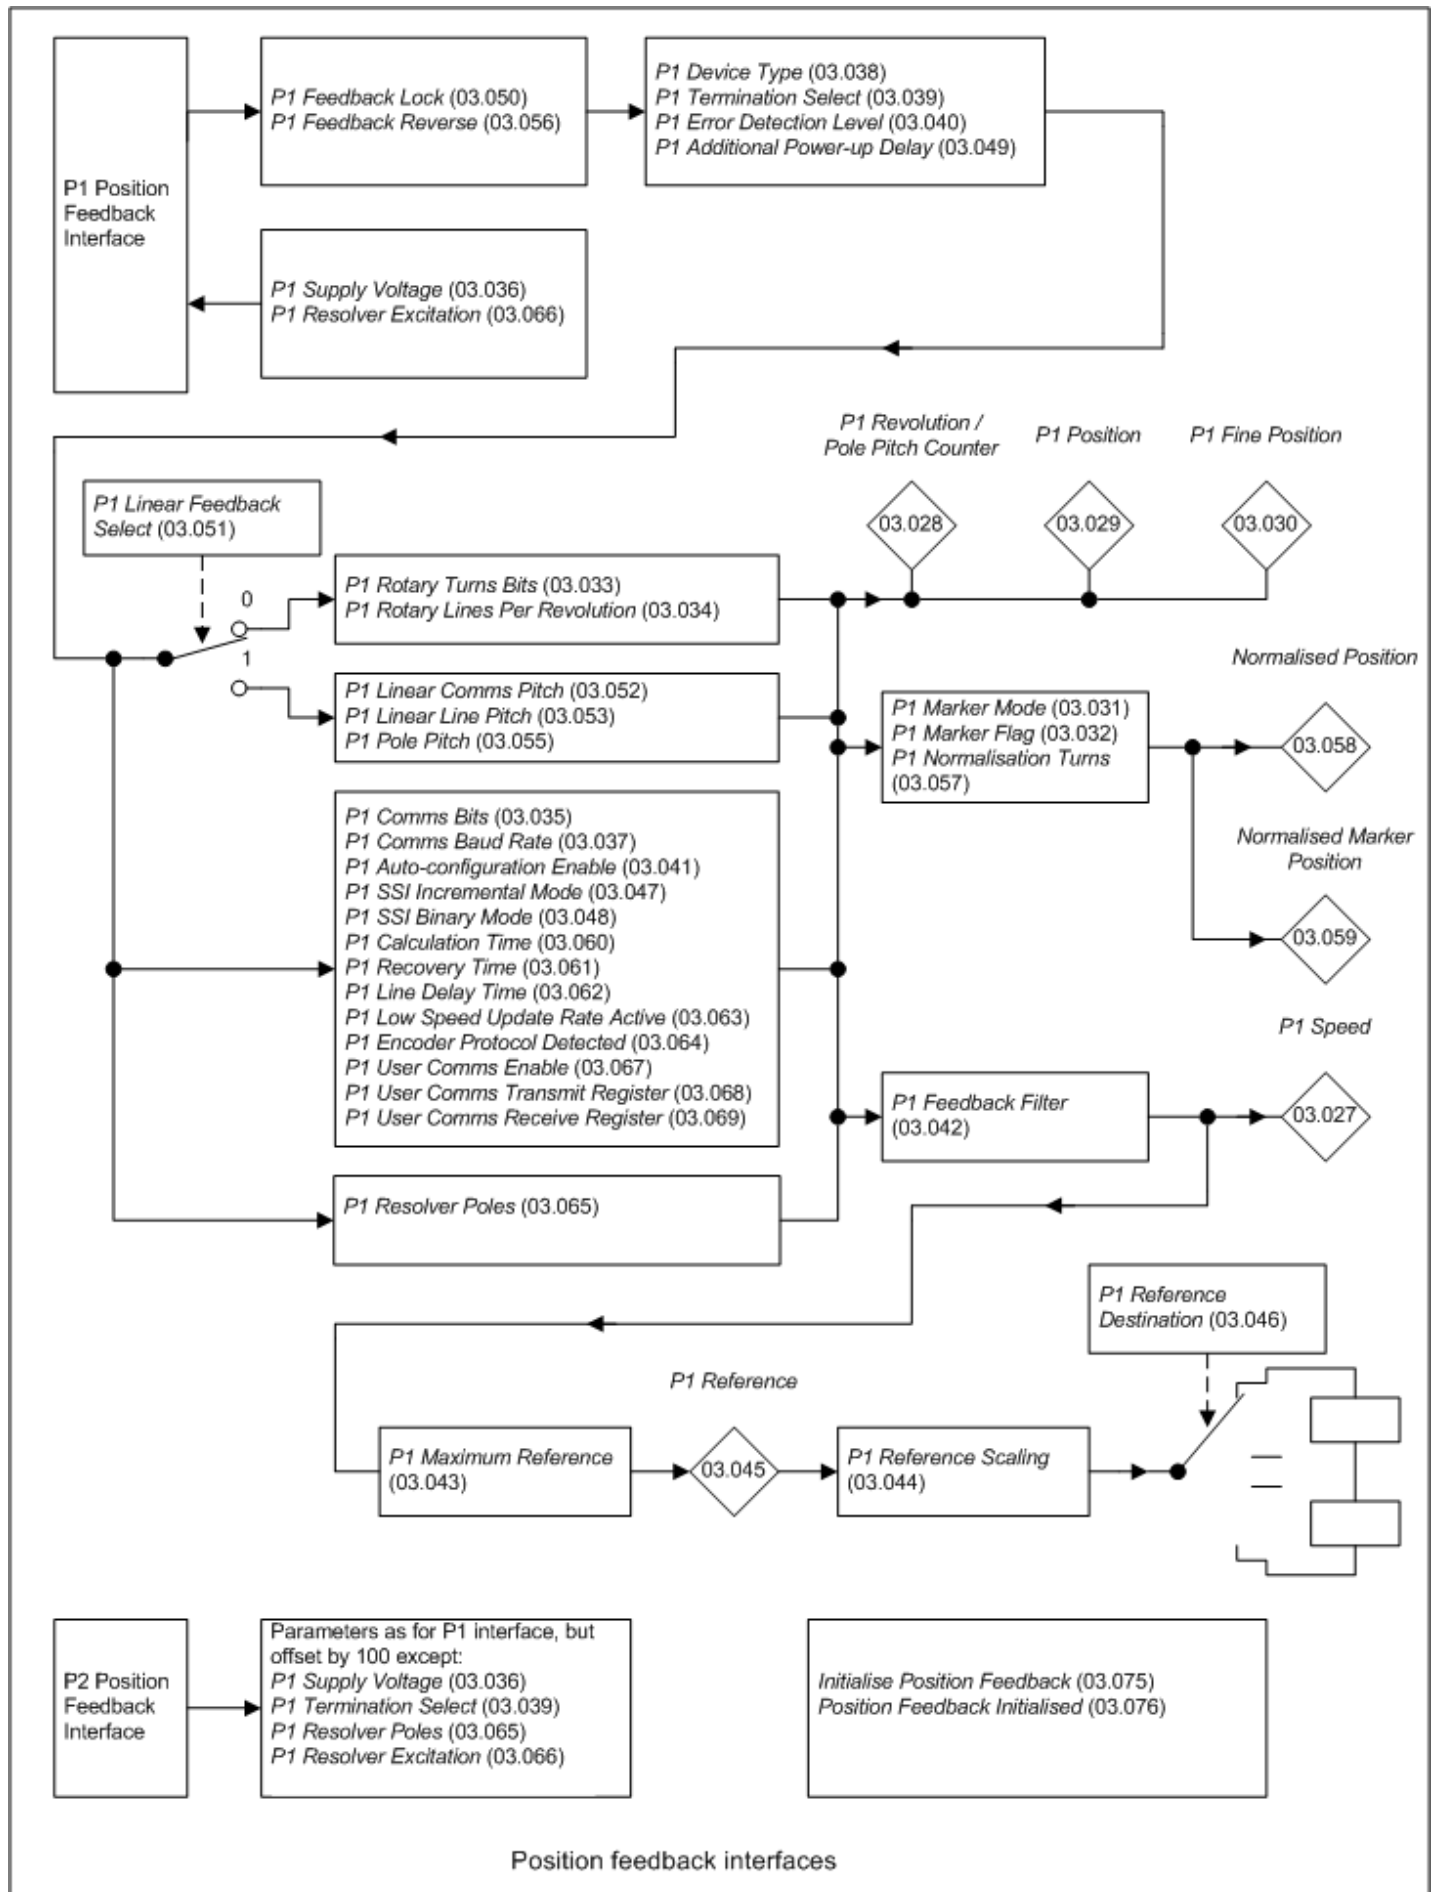 P1 Position
Feedback
Interface
P1 Feedback Lock (03.050)
P1 Feedback Reverse (03.056)
P1 Device Type (03.038)
P1 Termination Select (03.039)
P1 Error Detection Level (03.040)
P1 Additional Power-up Delay (03.049)
P1 Supply Voltage (03.036)
P1 Resolver Excitation (03.066)
P1 Revolution /
Pole Pitch Counter
P1 Position
P1 Fine Position
03.028
03.029
03.030
P1 Linear Feedback
Select (03.051)
0
1
P1 Rotary Turns Bits (03.033)
P1 Rotary Lines Per Revolution (03.034)
P1 Linear Comms Pitch (03.052)
P1 Linear Line Pitch (03.053)
P1 Pole Pitch (03.055)
P1 Marker Mode (03.031)
P1 Marker Flag (03.032)
P1 Normalisation Turns
(03.057)
Normalised Position
03.058
Normalised Marker
Position
03.059
P1 Comms Bits (03.035)
P1 Comms Baud Rate (03.037)
P1 Auto-configuration Enable (03.041)
P1 SSI Incremental Mode (03.047)
P1 SSI Binary Mode (03.048)
P1 Calculation Time (03.060)
P1 Recovery Time (03.061)
P1 Line Delay Time (03.062)
P1 Low Speed Update Rate Active (03.063)
P1 Encoder Protocol Detected (03.064)
P1 User Comms Enable (03.067)
P1 User Comms Transmit Register (03.068)
P1 User Comms Receive Register (03.069)
P1 Speed
P1 Feedback Filter
(03.042)
03.027
P1 Resolver Poles (03.065)
P1 Reference
Destination (03.046)
P1 Reference
P1 Maximum Reference
(03.043)
03.045
P1 Reference Scaling
(03.044)
P2 Position
Feedback
Interface
Parameters as for P1 interface, but
offset by 100 except:
P1 Supply Voltage (03.036)
P1 Termination Select (03.039)
P1 Resolver Poles (03.065)
P1 Resolver Excitation (03.066)
Initialise Position Feedback (03.075)
Position Feedback Initialised (03.076)
Position feedback interfaces